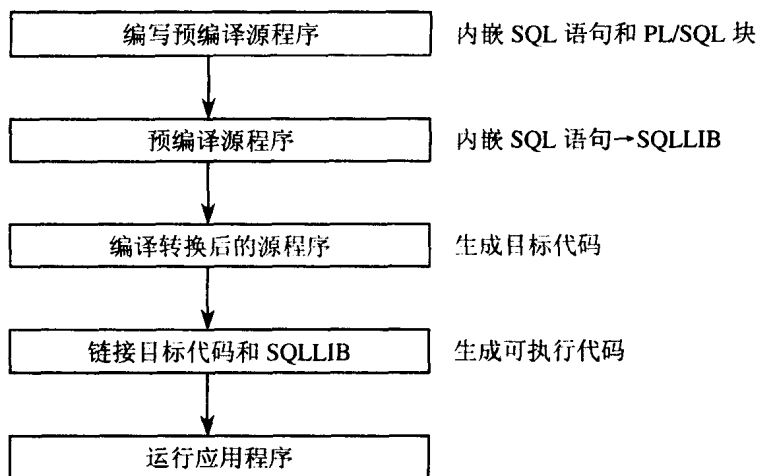 编写预编译源程序 内嵌 SQL 语句和 PL/SQL 块
预编译源程序 内嵌 SQL 语句→SQLLIB
编译转换后的源程序 生成目标代码
链接目标代码和 SQLLIB 生成可执行代码
运行应用程序